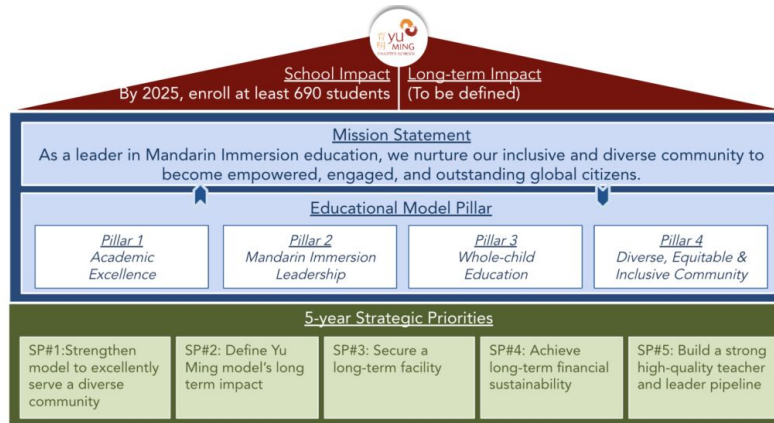 育明
yu
MING
CHARTER SCHOOL
School Impact
By 2025, enroll at least 690 students
Long-term Impact
(To be defined)
Mission Statement
As a leader in Mandarin Immersion education, we nurture our inclusive and diverse community to
become empowered, engaged, and outstanding global citizens.
Educational Model Pillar
Pillar 1
Academic
Excellence
Pillar 2
Mandarin Immersion
Leadership
Pillar 3
Whole-child
Education
Pillar 4
Diverse, Equitable &
Inclusive Community
5-year Strategic Priorities
SP#1:Strengthen
model to excellently
serve a diverse
community
SP#2: Define Yu
Ming model's long
term impact
SP#3: Secure a
long-term facility
SP#4: Achieve
long-term financial
sustainability
SP#5: Build a strong
high-quality teacher
and leader pipeline